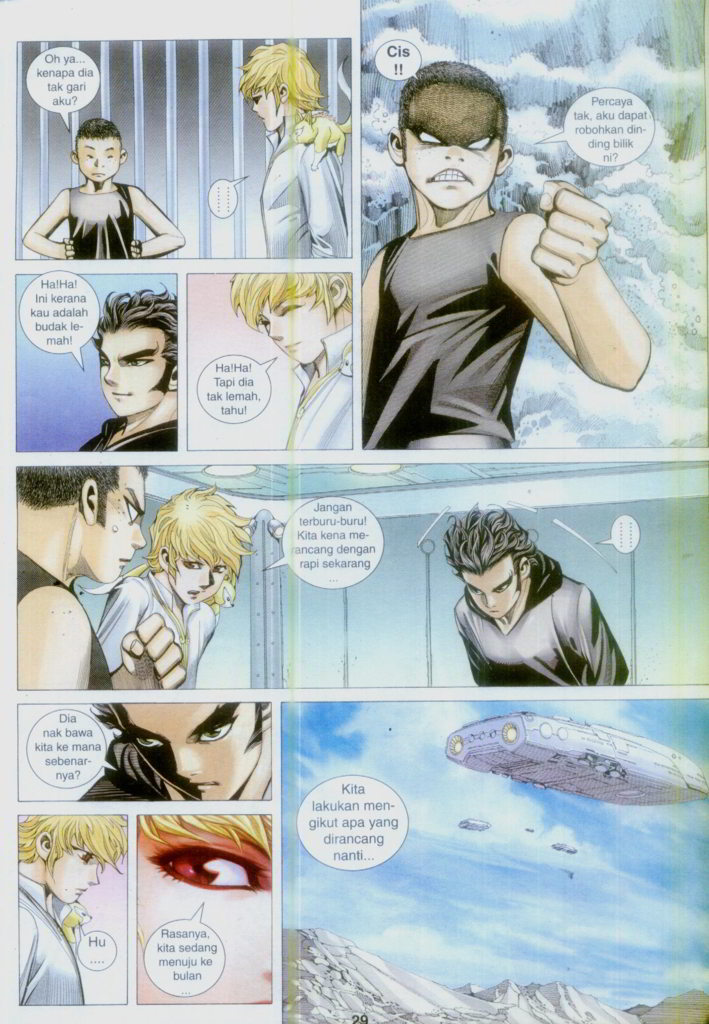 Oh ya...
kenapa dia
tak gari
aku?
Cis
!!
Percaya
tak, aku dapat
robohkan din-
ding bilik
ni?
Ha!Ha!
Ini kerana
kau adalah
budak le-
mah!
Ha!Ha!
Tapi dia
tak lemah,
tahu!
Jangan
terburu-buru!
Kita kena me-
rancang dengan
rapi sekarang
...
Dia
nak bawa
kita ke mana
sebenar-
nya?
Hu
....
Rasanya,
kita sedang
menuju ke
bulan
...
Kita
lakukan men-
gikut apa yang
dirancang
nanti...
29